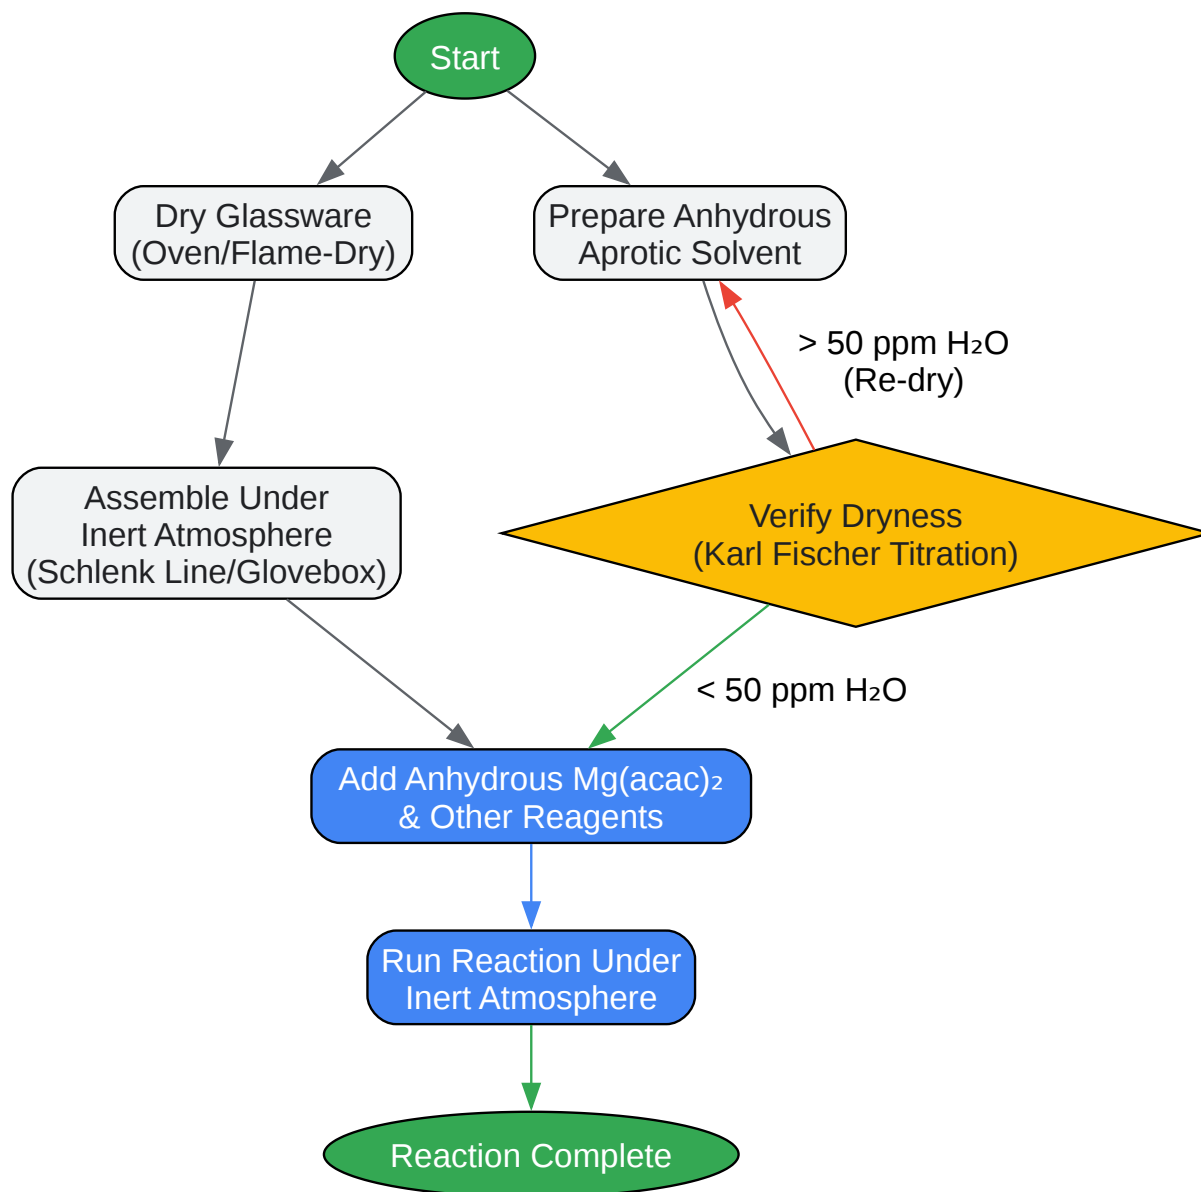 Start
Dry Glassware
(Oven/Flame-Dry)
Prepare Anhydrous
Aprotic Solvent
> 50 ppm H₂O
(Re-dry)
Assemble Under
Inert Atmosphere
(Schlenk Line/Glovebox)
Verify Dryness
(Karl Fischer Titration)
< 50 ppm H₂O
Add Anhydrous Mg(acac)₂
& Other Reagents
Run Reaction Under
Inert Atmosphere
Reaction Complete